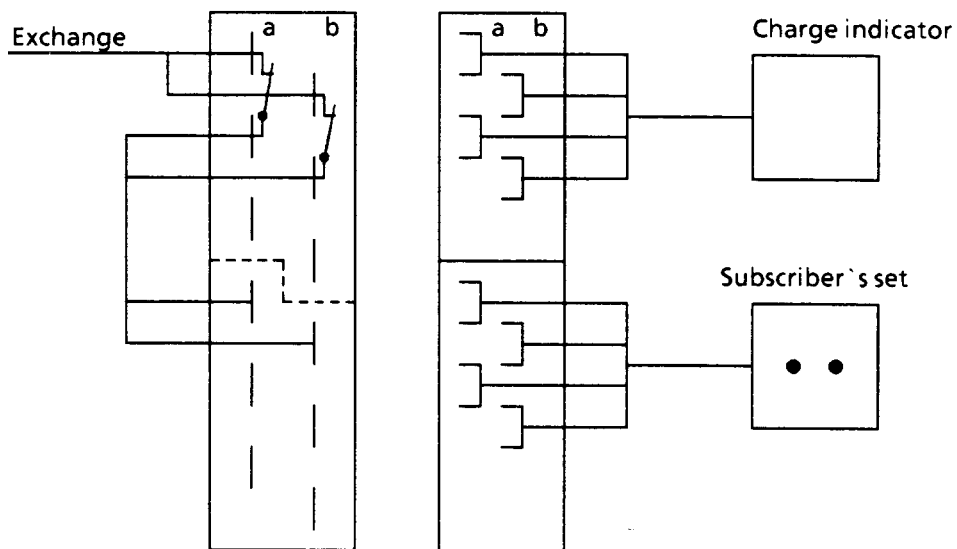 a b
a b
Exchange
Charge indicator
Subscriber`s set